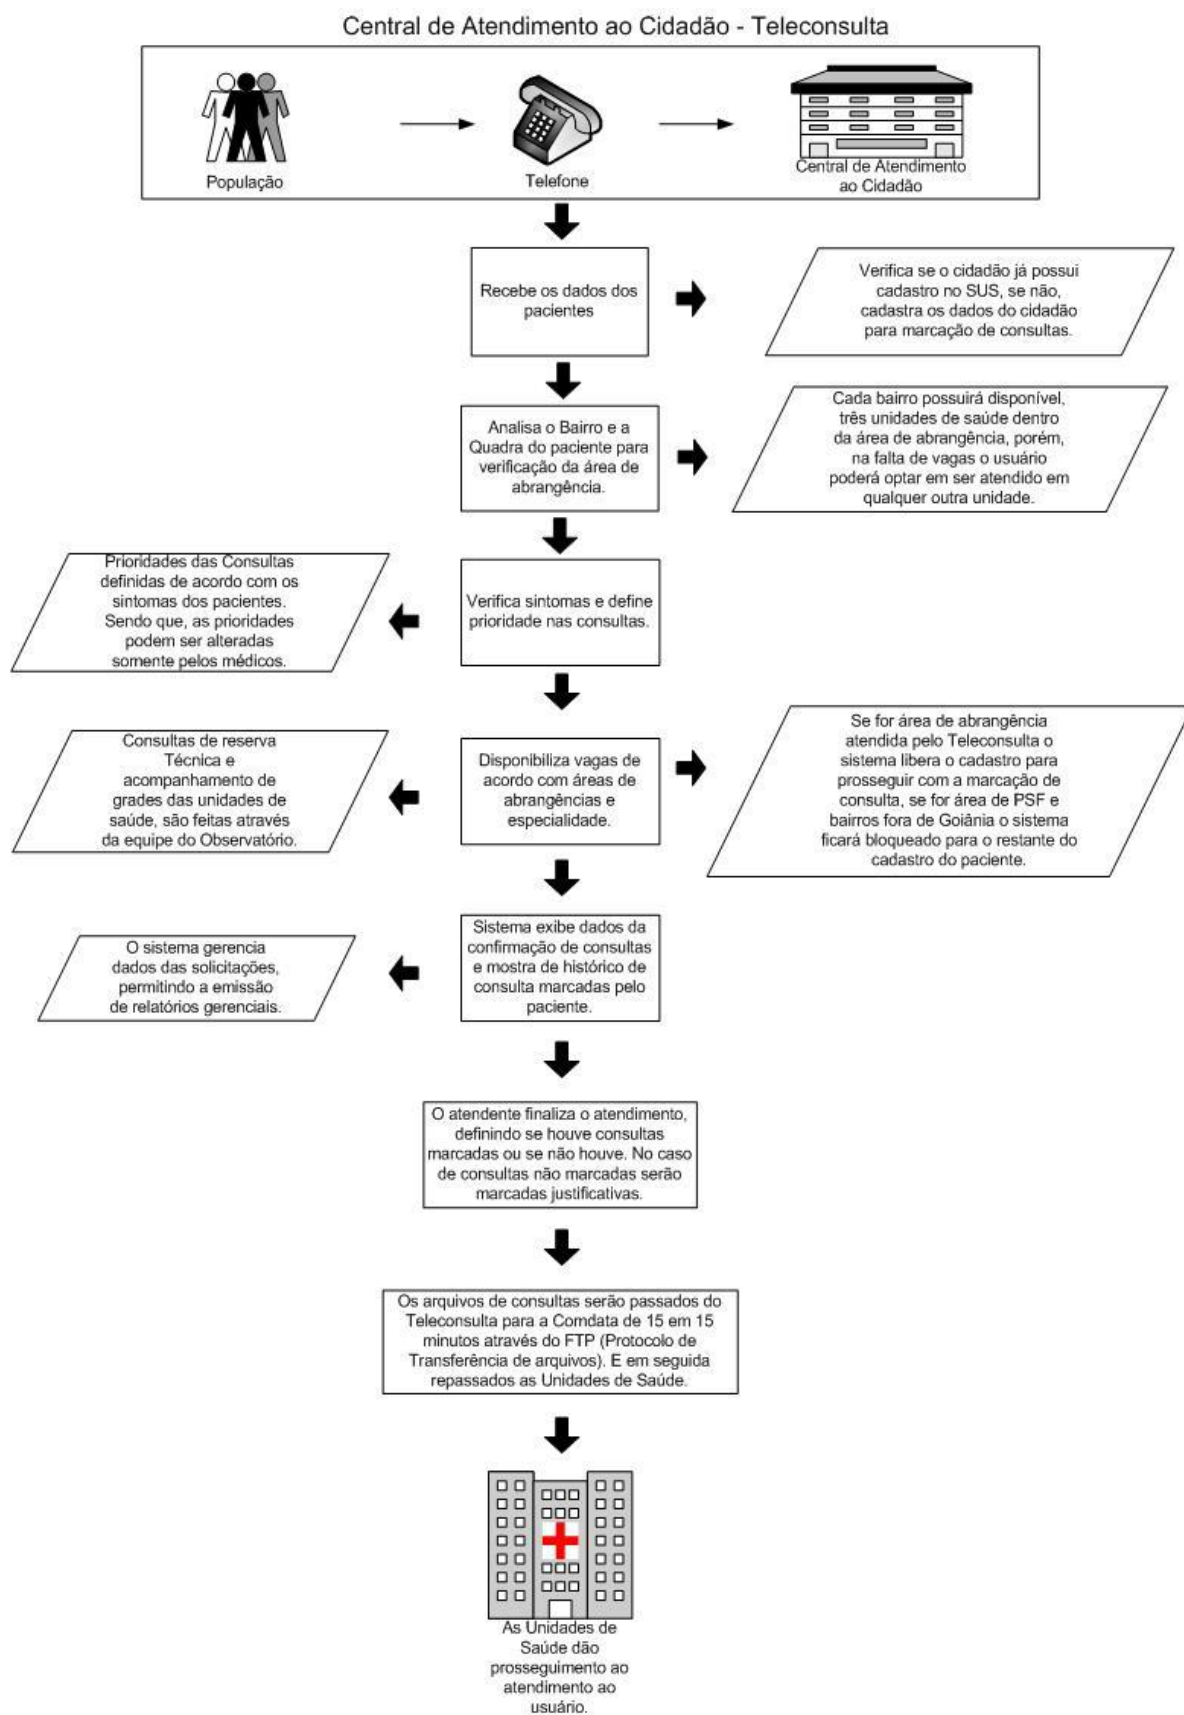 Central de Atendimento ao Cidadão - Teleconsulta
População
Telefone
Central de Atendimento
ao Cidadão
Recebe os dados dos
pacientes
Verifica se o cidadão já possui
cadastro no SUS, se não,
cadastra os dados do cidadão
para marcação de consultas.
Analisa o Bairro e a
Quadra do paciente para
verificação da área de
abrangência.
Cada bairro possuirá disponível,
três unidades de saúde dentro
da área de abrangência, porém,
na falta de vagas o usuário
poderá optar em ser atendido em
qualquer outra unidade.
Prioridades das Consultas
definidas de acordo com os
sintomas dos pacientes.
Sendo que, as prioridades
podem ser alteradas
somente pelos médicos.
Verifica sintomas e define
prioridade nas consultas.
Consultas de reserva
Técnica e
acompanhamento de
grades das unidades de
saúde, são feitas através
da equipe do Observatório.
Disponibiliza vagas de
acordo com áreas de
abrangências e
especialidade.
Se for área de abrangência
atendida pelo Teleconsulta o
sistema libera o cadastro para
prosseguir com a marcação de
consulta, se for área de PSF e
bairros fora de Goiânia o sistema
ficará bloqueado para o restante do
cadastro do paciente.
O sistema gerencia
dados das solicitações,
permitindo a emissão
de relatórios gerenciais.
Sistema exibe dados da
confirmação de consultas
e mostra de histórico de
consulta marcadas pelo
paciente.
O atendente finaliza o atendimento,
definindo se houve consultas
marcadas ou se não houve. No caso
de consultas não marcadas serão
marcadas justificativas.
Os arquivos de consultas serão passados do
Teleconsulta para a Comdata de 15 em 15
minutos através do FTP (Protocolo de
Transferência de arquivos). E em seguida
repassados as Unidades de Saúde.
As Unidades de
Saúde dão
prosseguimento ao
atendimento ao
usuário.